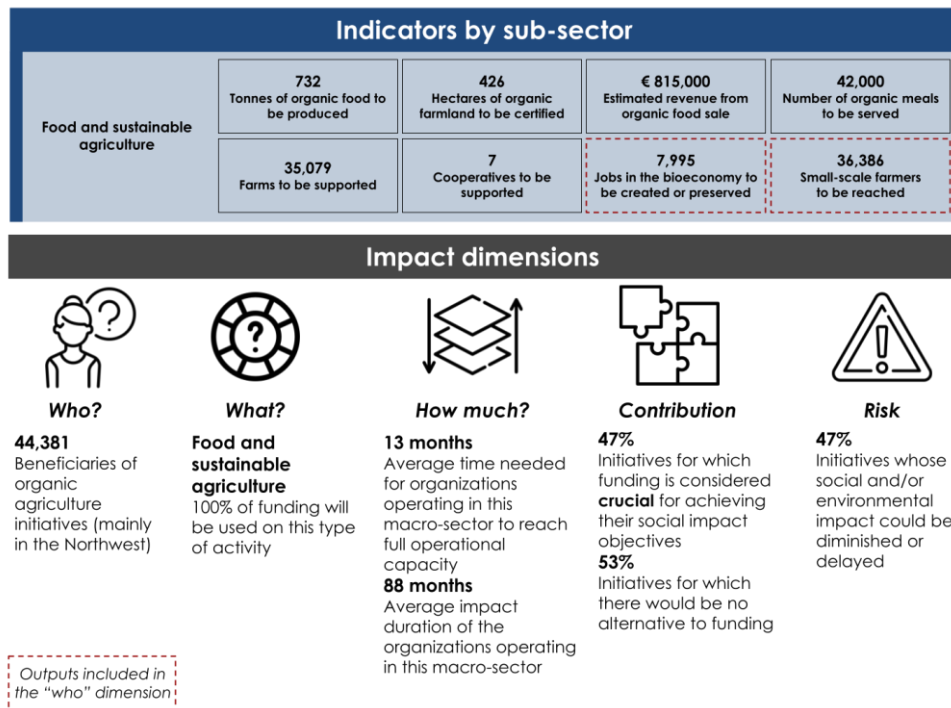 Indicators by sub-sector
Food and sustainable
agriculture
732
Tonnes of organic food to
be produced
426
Hectares of organic
farmland to be certified
€ 815,000
Estimated revenue from
organic food sale
42,000
Number of organic meals
to be served
35,079
Farms to be supported
7
Cooperatives to be
supported
7,995
Jobs in the bioeconomy to
be created or preserved
36,386
Small-scale farmers
to be reached
Impact dimensions
?
Who?
44,381
Beneficiaries of
organic
agriculture
initiatives (mainly
in the Northwest)
?
What?
Food and
sustainable
agriculture
100% of funding will
be used on this type
of activity
How much?
13 months
Average time needed
for organizations
operating in this
macro-sector to reach
full operational
capacity
88 months
Average impact
duration of the
organizations operating
in this macro-sector
Contribution
47%
Initiatives for which
funding is considered
crucial for achieving
their social impact
objectives
53%
Initiatives for which
there would be no
alternative to funding
!
Risk
47%
Initiatives whose
social and/or
environmental
impact could be
diminished or
delayed
Outputs included in
the “who” dimension